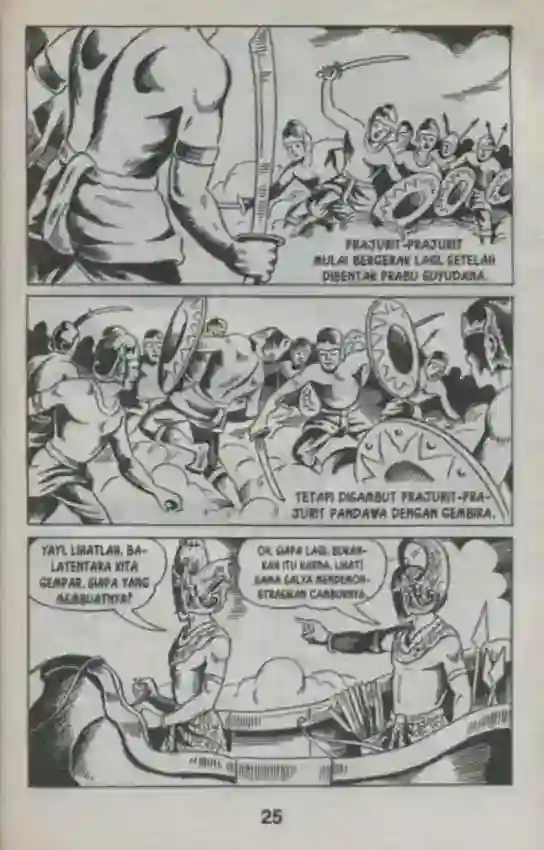 PRAJURIT-PRAJURIT
MULAI BERGERAK LAGI, SETELAH
DIBENTAK PRABU SUYUDANA.
TETAPI DISAMBUT PRAJURIT-PRA-
JURIT PANDAWA DENGAN GEMBIRA.
YAYI, LIHATLAH, BA-
LATENTARA KITA
GEMPAR, SIAPA YANG
MEMBUATNYA?
OH, SIAPA LAGI, BUKAN-
KAH ITU KARNA. LIHAT!
SAMA SALYA MENDEMON-
STRASIKAN CAMBUKNYA.
25